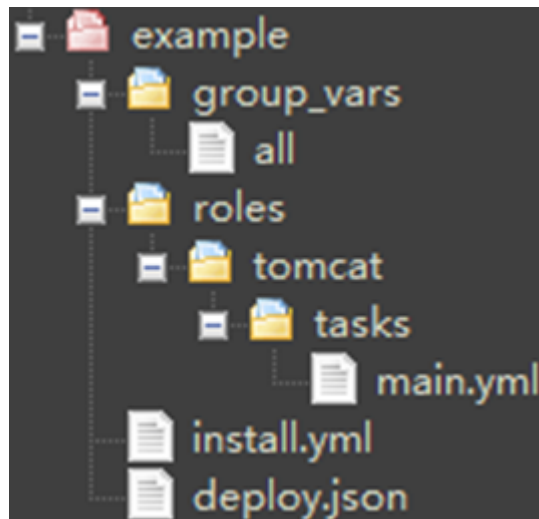 example
group_vars
all
roles
tomcat
tasks
main.yml
install.yml
deploy.json